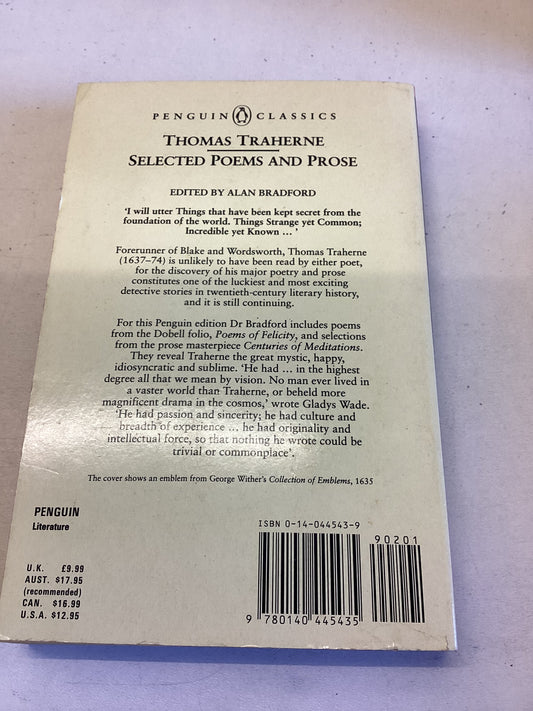 PENGUIN CLASSICS
THOMAS TRAHERNE
SELECTED POEMS AND PROSE
EDITED BY ALAN BRADFORD
'I will utter Things that have been kept secret from the
foundation of the world. Things Strange yet Common;
Incredible yet Known ... '
Forerunner of Blake and Wordsworth, Thomas Traherne
(1637–74) is unlikely to have been read by either poet,
for the discovery of his major poetry and prose
constitutes one of the luckiest and most exciting
detective stories in twentieth-century literary history,
and it is still continuing.
For this Penguin edition Dr Bradford includes poems
from the Dobell folio, Poems of Felicity, and selections
from the prose masterpiece Centuries of Meditations.
They reveal Traherne the great mystic, happy,
idiosyncratic and sublime. 'He had ... in the highest
degree all that we mean by vision. No man ever lived in
a vaster world than Traherne, or beheld more
magnificent drama in the cosmos,' wrote Gladys Wade.
'He had passion and sincerity; he had culture and
breadth of experience ... he had originality and
intellectual force, so that nothing he wrote could be
trivial or commonplace'.
The cover shows an emblem from George Wither's Collection of Emblems, 1635
PENGUIN
Literature
U.K. £9.99
AUST. $17.95
(recommended)
CAN. $16.99
U.S.A. $12.95
ISBN 0-14-044543-9
90201
9 780140 445435